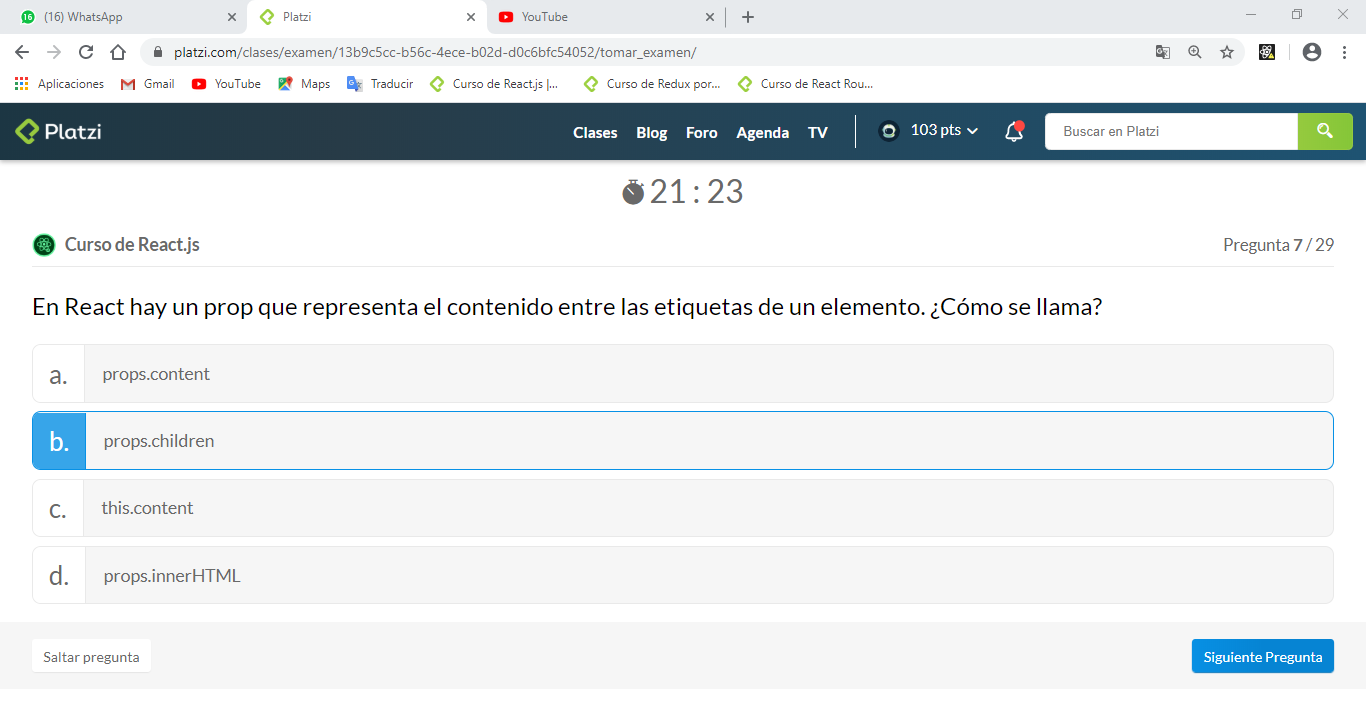 (16) WhatsApp
Platzi
YouTube
platzi.com/clases/examen/13b9c5cc-b56c-4ece-b02d-d0c6bfc54052/tomar_examen/
Aplicaciones
Gmail
YouTube
Maps
Traducir
Curso de React.js |...
Curso de Redux por...
Curso de React Rou...
Platzi
Clases
Blog
Foro
Agenda
TV
103 pts
Buscar en Platzi
21 : 23
Curso de React.js
Pregunta 7 / 29
En React hay un prop que representa el contenido entre las etiquetas de un elemento. ¿Cómo se llama?
a. props.content
b. props.children
c. this.content
d. props.innerHTML
Saltar pregunta
Siguiente Pregunta